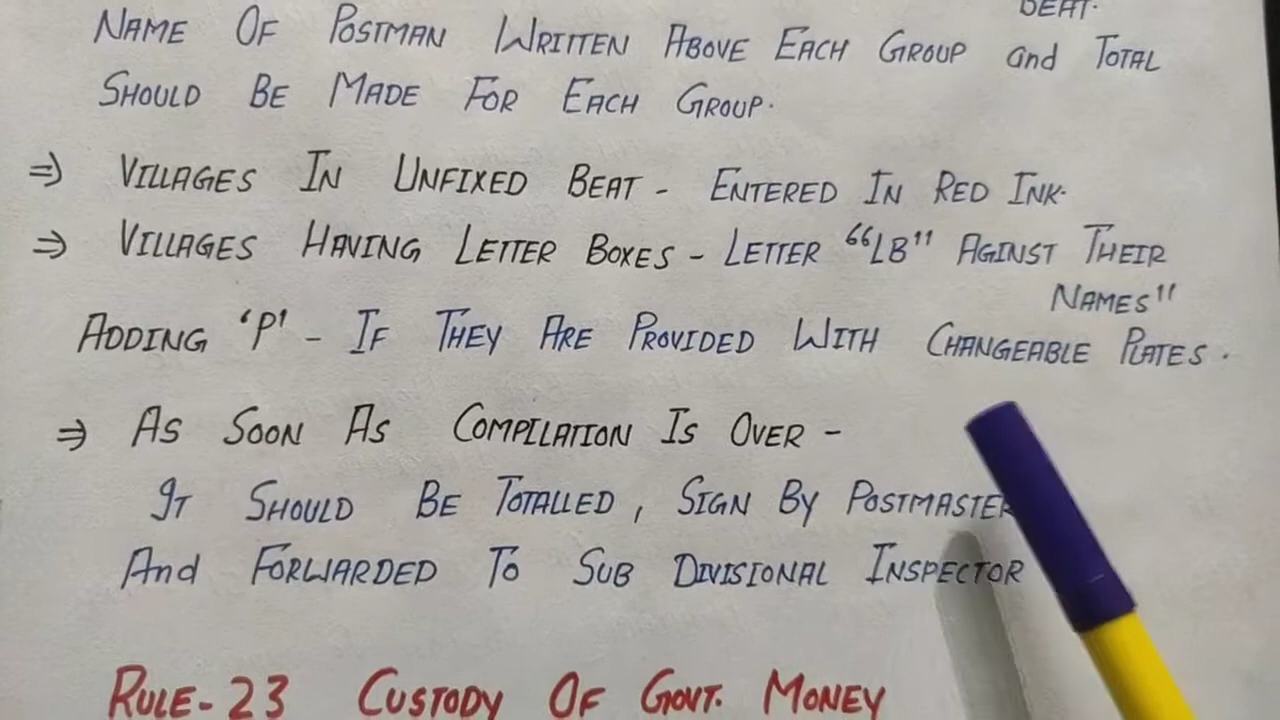 BEAT.
NAME OF POSTMAN WRITTEN ABOVE EACH GROUP and TOTAL
SHOULD BE MADE FOR EACH GROUP.
⇒ VILLAGES IN UNFIXED BEAT - ENTERED IN RED INK.
⇒ VILLAGES HAVING LETTER BOXES - LETTER "LB" AGINST THEIR
NAMES"
ADDING 'P' - IF THEY ARE PROVIDED WITH CHANGEABLE PLATES.
⇒ AS SOON AS COMPILATION IS OVER -
IT SHOULD BE TOTALLED, SIGN BY POSTMASTER
And FORWARDED TO SUB DIVISIONAL INSPECTOR
RULE-23 CUSTODY OF GOVT. MONEY